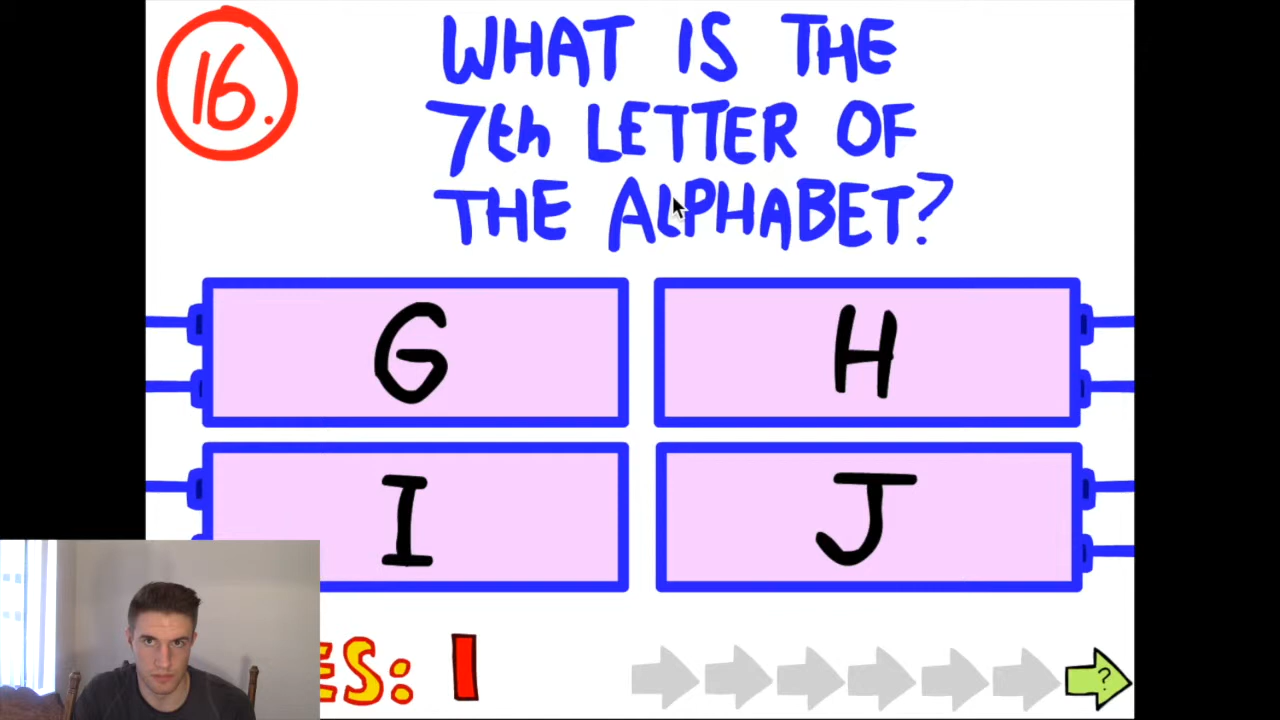 16.
WHAT IS THE
7th LETTER OF
THE ALPHABET?
G
H
I
J
ES: 1
?